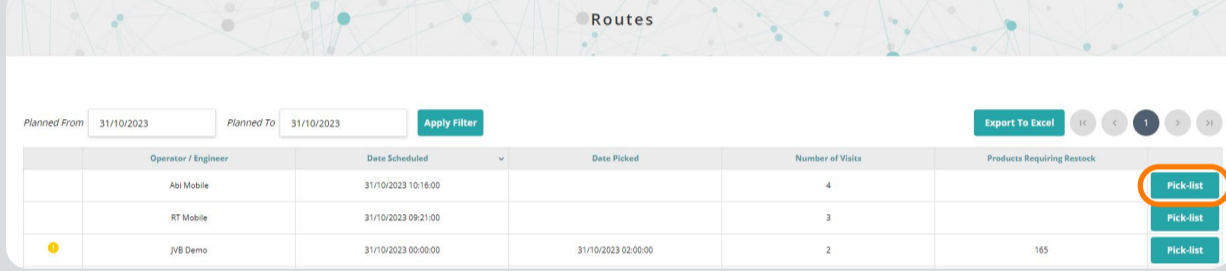 Routes
Planned From 31/10/2023 Planned To 31/10/2023 Apply Filter Export To Excel 1
Operator / Engineer Date Scheduled Date Picked Number of Visits Products Requiring Restock
Abi Mobile 31/10/2023 10:16:00 4 Pick-list
RT Mobile 31/10/2023 09:21:00 3 Pick-list
JVB Demo 31/10/2023 00:00:00 31/10/2023 02:00:00 2 165 Pick-list